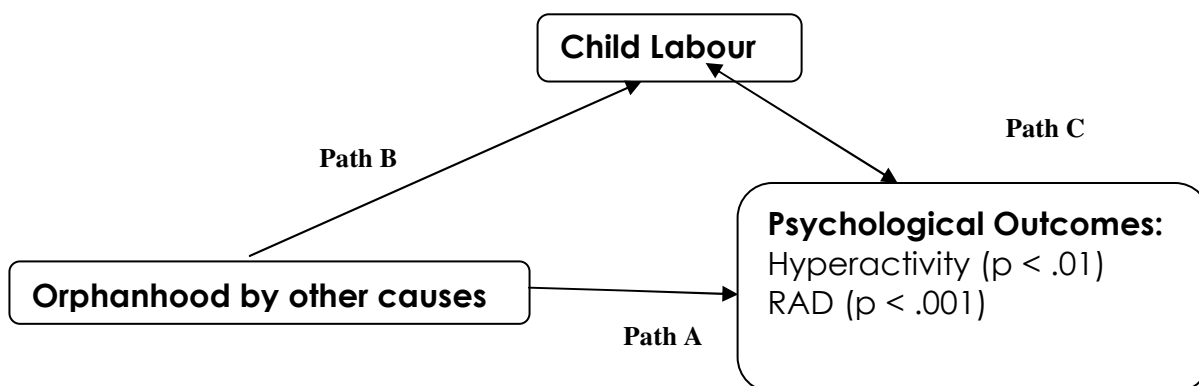 Child Labour
Path C
Path B
Psychological Outcomes:
Hyperactivity (p < .01)
RAD (p < .001)
Orphanhood by other causes
Path A